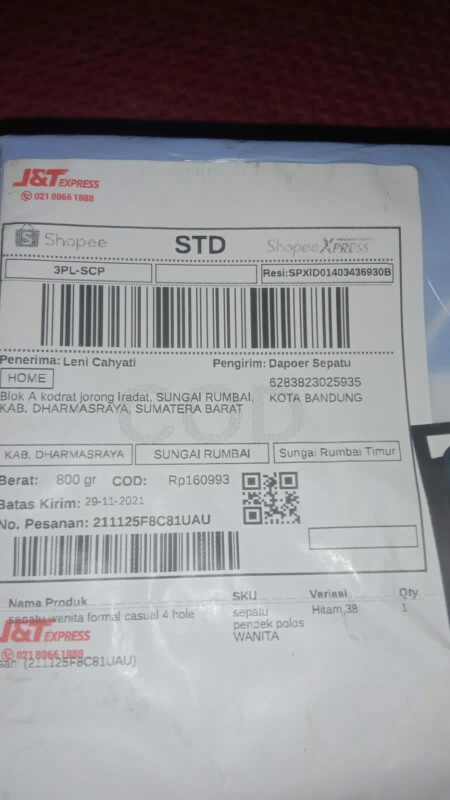 J&T EXPRESS
021 8066 1888
Shopee STD Shopee XPRESS
3PL-SCP Resi:SPXID01403436930B
Penerima: Leni Cahyati Pengirim: Dapoer Sepatu
HOME 6283823025935
Blok A kodrat jorong Iradat, SUNGAI RUMBAI, KOTA BANDUNG
KAB. DHARMASRAYA, SUMATERA BARAT
COD
KAB. DHARMASRAYA SUNGAI RUMBAI Sungai Rumbai Timur
Berat: 800 gr COD: Rp160993
Batas Kirim: 29-11-2021
No. Pesanan: 211125F8C81UAU
Nama Produk SKU Variasi Qty
sepatu wanita formal casual 4 hole sepatu Hitam,38 1
pendek polos
WANITA
J&T EXPRESS
021 8066 1888
san: (211125F8C81UAU)